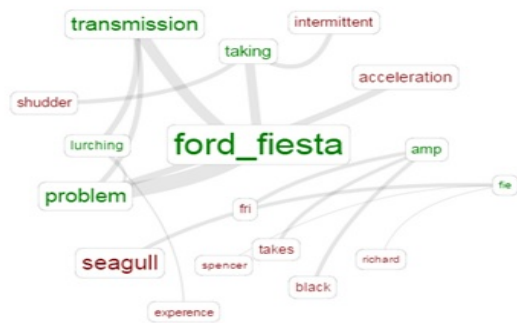 transmission
intermittent
taking
acceleration
shudder
ford_fiesta
lurching
amp
problem
fie
fri
seagull
takes
spencer
richard
black
experence